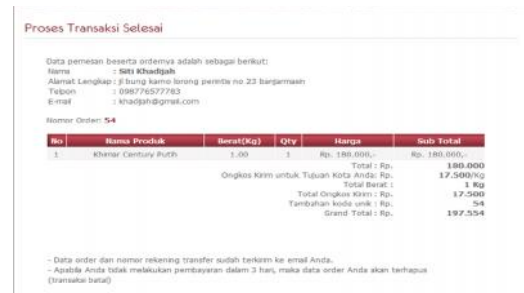 Proses Transaksi Selesai
Data pemesan beserta ordernya adalah sebagai berikut:
Nama : Siti Khadijah
Alamat Lengkap : jl bung karno lorong perintis no 23 banjarmasin
Telpon : 098776577783
E-mail : khadijah@gmail.com
Nomor Order: 54
No Nama Produk Berat(Kg) Qty Harga Sub Total
1 Khimar Century Putih 1.00 1 Rp. 180.000,- Rp. 180.000,-
Total : Rp. 180.000
Ongkos Kirim untuk Tujuan Kota Anda: Rp. 17.500/Kg
Total Berat : 1 Kg
Total Ongkos Kirim : Rp. 17.500
Tambahan kode unik : Rp. 54
Grand Total : Rp. 197.554
- Data order dan nomor rekening transfer sudah terkirim ke email Anda.
- Apabila Anda tidak melakukan pembayaran dalam 3 hari, maka data order Anda akan terhapus
(transaksi batal)